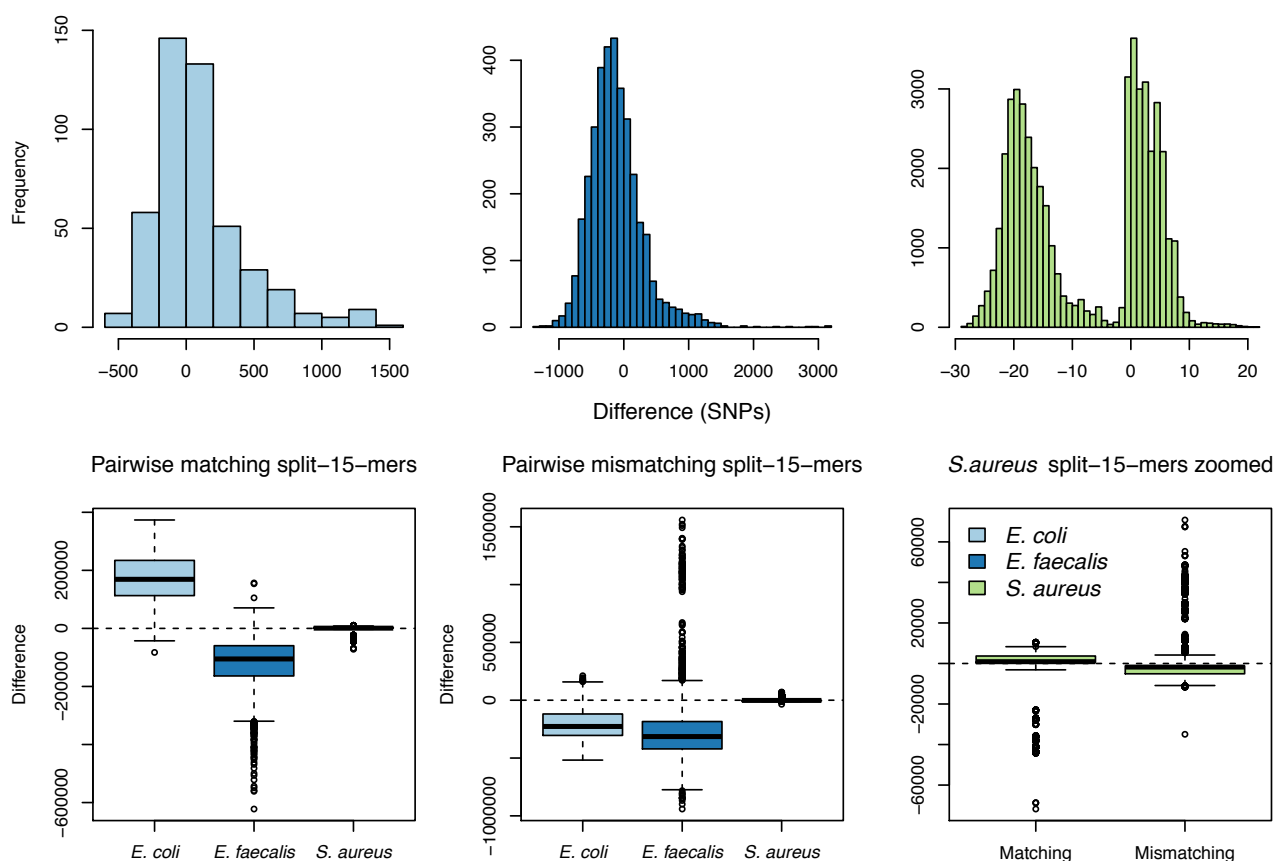 Frequency
150
100
50
0
−500 0 500 1000 1500
400
300
200
100
0
−1000 0 1000 2000 3000
3000
2000
1000
0
−30 −20 −10 0 10 20
Difference (SNPs)
Pairwise matching split−15−mers
Difference
200000
0
−200000
−600000
E. coli E. faecalis S. aureus
Pairwise mismatching split−15−mers
Difference
1500000
500000
0
−1000000
E. coli E. faecalis S. aureus
S.aureus split−15−mers zoomed
60000
20000
−20000
−60000
E. coli
E. faecalis
S. aureus
Matching Mismatching